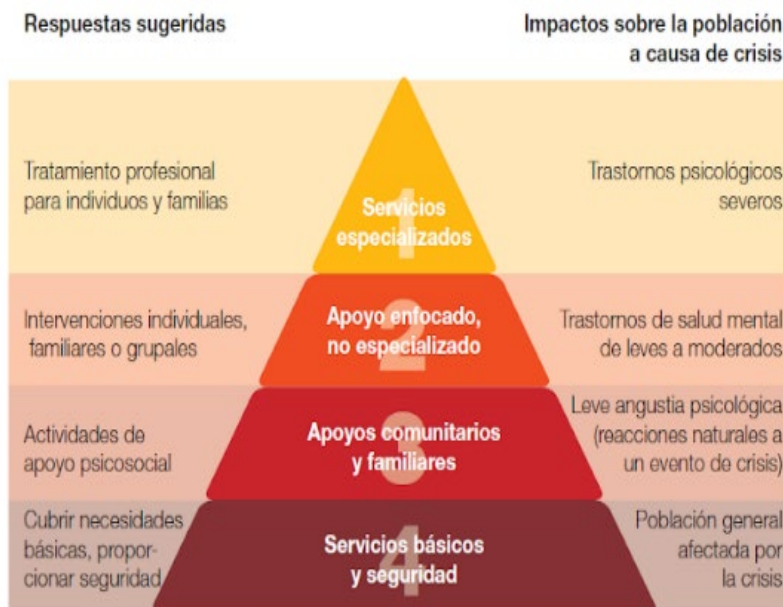 Respuestas sugeridas
Impactos sobre la población
a causa de crisis
Tratamiento profesional
para individuos y familias
1
Servicios
especializados
Trastornos psicológicos
severos
Intervenciones individuales,
familiares o grupales
2
Apoyo enfocado,
no especializado
Trastornos de salud mental
de leves a moderados
Actividades de
apoyo psicosocial
3
Apoyos comunitarios
y familiares
Leve angustia psicológica
(reacciones naturales a
un evento de crisis)
Cubrir necesidades
básicas, propor-
cionar seguridad
4
Servicios básicos
y seguridad
Población general
afectada por
la crisis